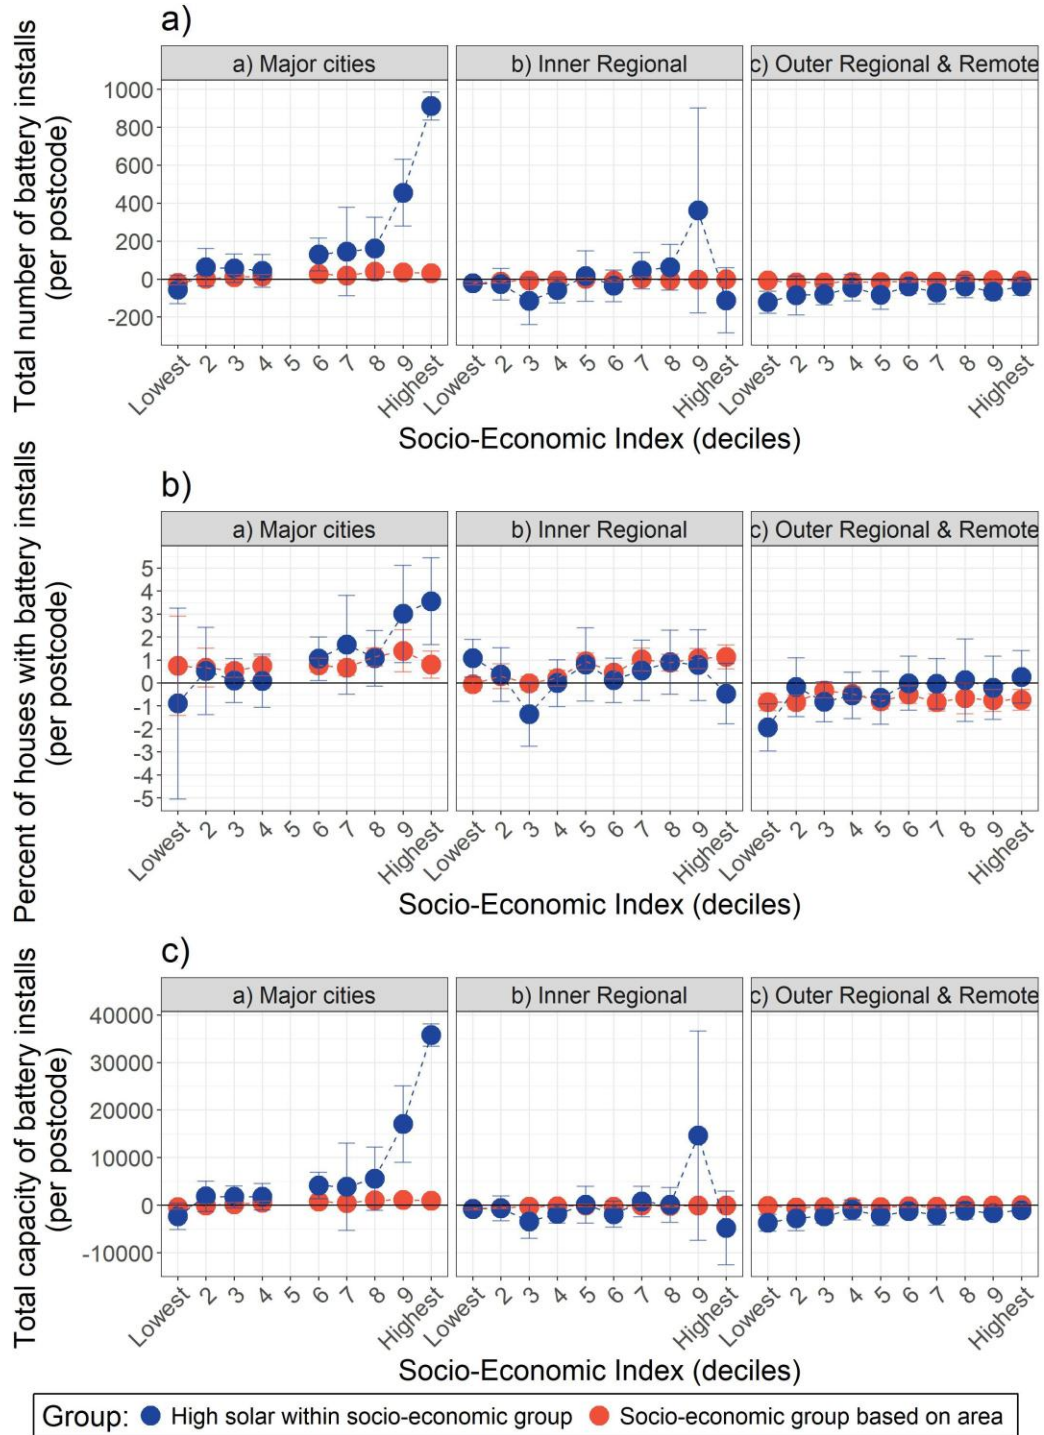 a)
a) Major cities
b) Inner Regional
c) Outer Regional & Remote
Total number of battery installs
(per postcode)
1000
800
600
400
200
0
-200
Lowest 2 3 4 5 6 7 8 9 Highest
Lowest 2 3 4 5 6 7 8 9 Highest
Lowest 2 3 4 5 6 7 8 9 Highest
Socio-Economic Index (deciles)
b)
a) Major cities
b) Inner Regional
c) Outer Regional & Remote
Percent of houses with battery installs
(per postcode)
5
4
3
2
1
0
-1
-2
-3
-4
-5
Lowest 2 3 4 5 6 7 8 9 Highest
Lowest 2 3 4 5 6 7 8 9 Highest
Lowest 2 3 4 5 6 7 8 9 Highest
Socio-Economic Index (deciles)
c)
a) Major cities
b) Inner Regional
c) Outer Regional & Remote
Total capacity of battery installs
(per postcode)
40000
30000
20000
10000
0
-10000
Lowest 2 3 4 5 6 7 8 9 Highest
Lowest 2 3 4 5 6 7 8 9 Highest
Lowest 2 3 4 5 6 7 8 9 Highest
Socio-Economic Index (deciles)
Group: High solar within socio-economic group Socio-economic group based on area